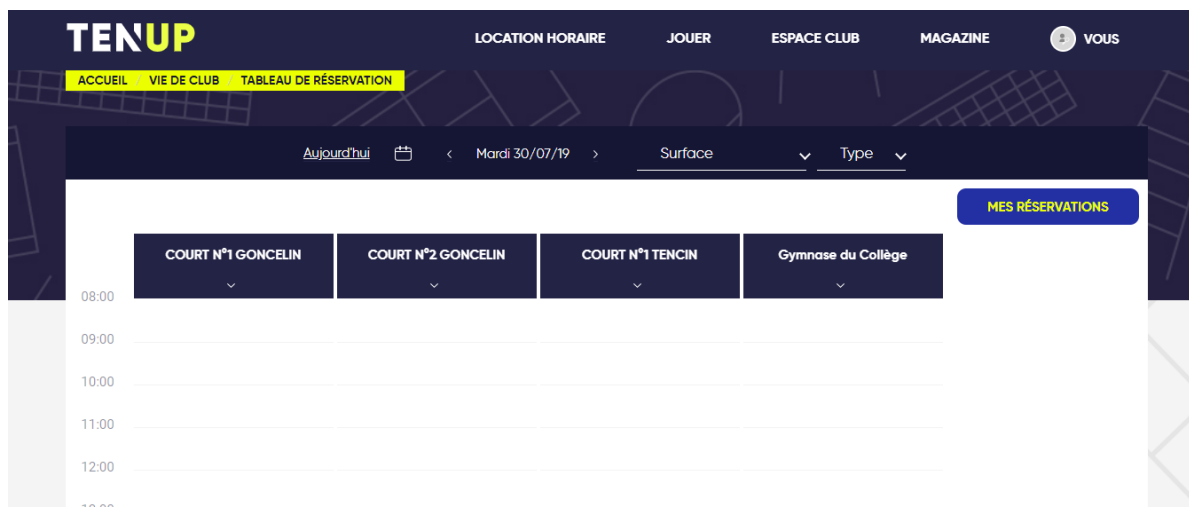 TENUP
LOCATION HORAIRE JOUER ESPACE CLUB MAGAZINE VOUS
ACCUEIL / VIE DE CLUB / TABLEAU DE RÉSERVATION
Aujourd'hui < Mardi 30/07/19 > Surface Type
MES RÉSERVATIONS
COURT N°1 GONCELIN COURT N°2 GONCELIN COURT N°1 TENCIN Gymnase du Collège
08:00
09:00
10:00
11:00
12:00